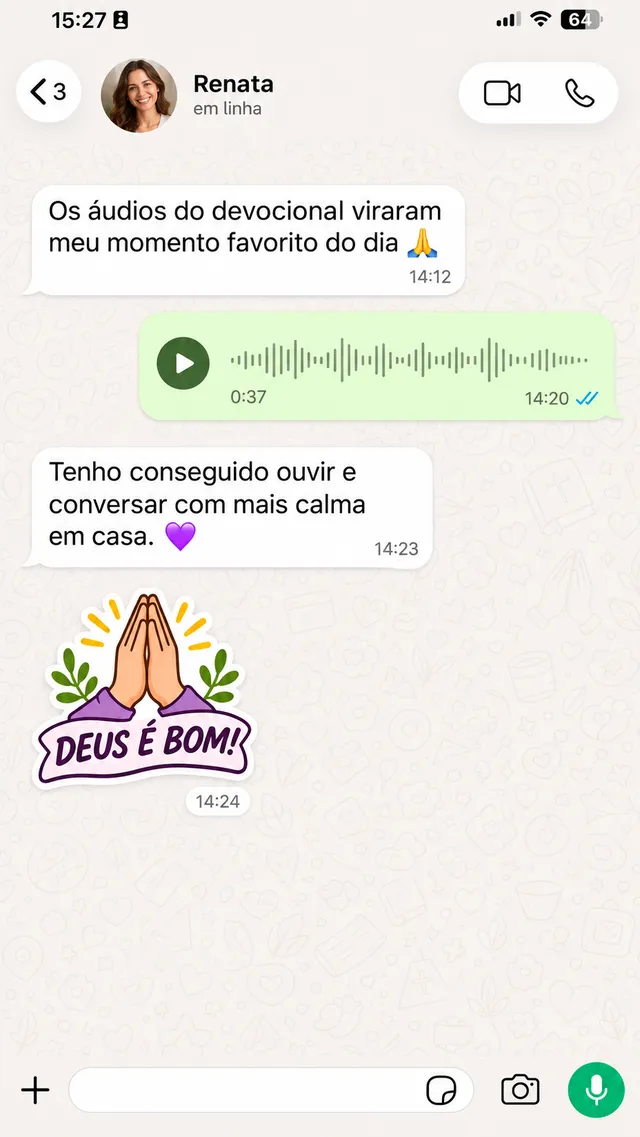 15:27
64
3
Renata
em linha
Os áudios do devocional viraram
meu momento favorito do dia 🙏
14:12
0:37
14:20
Tenho conseguido ouvir e
conversar com mais calma
em casa. 💜
14:23
DEUS É BOM!
14:24